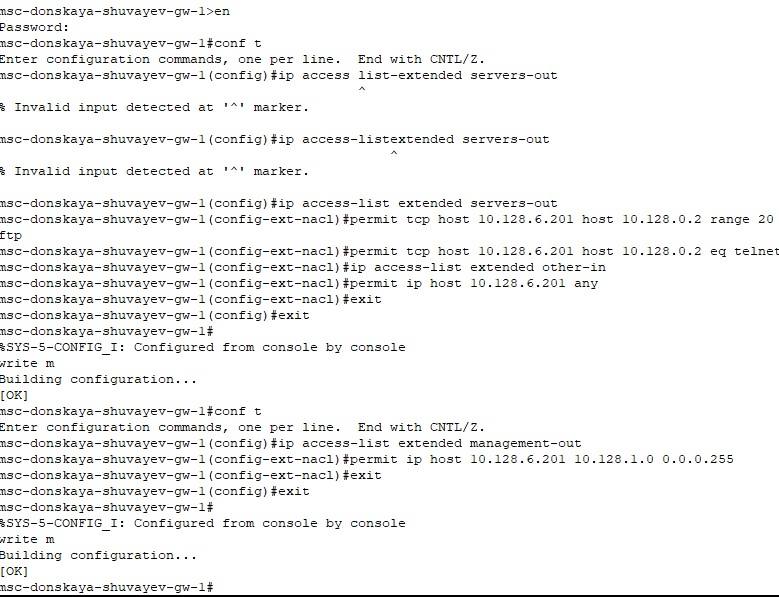 msc-donskaya-shuvayev-gw-1>en
Password:
msc-donskaya-shuvayev-gw-1#conf t
Enter configuration commands, one per line.  End with CNTL/Z.
msc-donskaya-shuvayev-gw-1(config)#ip access list-extended servers-out
^
% Invalid input detected at '^' marker.
msc-donskaya-shuvayev-gw-1(config)#ip access-listextended servers-out
^
% Invalid input detected at '^' marker.
msc-donskaya-shuvayev-gw-1(config)#ip access-list extended servers-out
msc-donskaya-shuvayev-gw-1(config-ext-nacl)#permit tcp host 10.128.6.201 host 10.128.0.2 range 20
ftp
msc-donskaya-shuvayev-gw-1(config-ext-nacl)#permit tcp host 10.128.6.201 host 10.128.0.2 eq telnet
msc-donskaya-shuvayev-gw-1(config-ext-nacl)#ip access-list extended other-in
msc-donskaya-shuvayev-gw-1(config-ext-nacl)#permit ip host 10.128.6.201 any
msc-donskaya-shuvayev-gw-1(config-ext-nacl)#exit
msc-donskaya-shuvayev-gw-1(config)#exit
msc-donskaya-shuvayev-gw-1#
%SYS-5-CONFIG_I: Configured from console by console
write m
Building configuration...
[OK]
msc-donskaya-shuvayev-gw-1#conf t
Enter configuration commands, one per line.  End with CNTL/Z.
msc-donskaya-shuvayev-gw-1(config)#ip access-list extended management-out
msc-donskaya-shuvayev-gw-1(config-ext-nacl)#permit ip host 10.128.6.201 10.128.1.0 0.0.0.255
msc-donskaya-shuvayev-gw-1(config-ext-nacl)#exit
msc-donskaya-shuvayev-gw-1(config)#exit
msc-donskaya-shuvayev-gw-1#
%SYS-5-CONFIG_I: Configured from console by console
write m
Building configuration...
[OK]
msc-donskaya-shuvayev-gw-1#